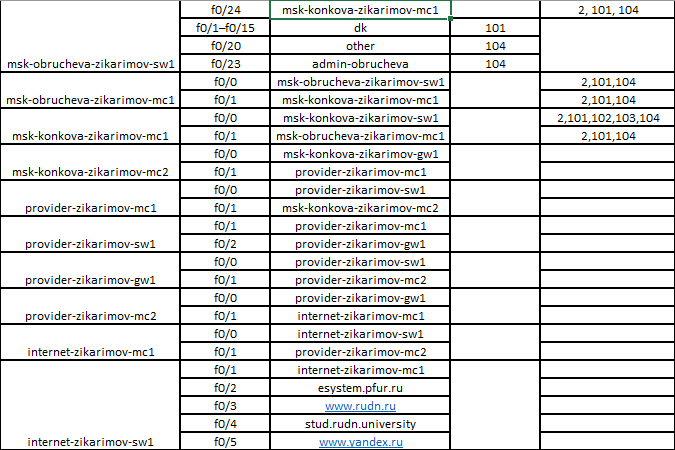 f0/24 msk-konkova-zikarimov-mc1 2, 101, 104
f0/1–f0/15 dk 101
f0/20 other 104
msk-obrucheva-zikarimov-sw1 f0/23 admin-obrucheva 104
f0/0 msk-obrucheva-zikarimov-sw1 2,101,104
msk-obrucheva-zikarimov-mc1 f0/1 msk-konkova-zikarimov-mc1 2,101,104
f0/0 msk-konkova-zikarimov-sw1 2,101,102,103,104
msk-konkova-zikarimov-mc1 f0/1 msk-obrucheva-zikarimov-mc1 2,101,104
f0/0 msk-konkova-zikarimov-gw1
msk-konkova-zikarimov-mc2 f0/1 provider-zikarimov-mc1
f0/0 provider-zikarimov-sw1
provider-zikarimov-mc1 f0/1 msk-konkova-zikarimov-mc2
f0/1 provider-zikarimov-mc1
provider-zikarimov-sw1 f0/2 provider-zikarimov-gw1
f0/0 provider-zikarimov-sw1
provider-zikarimov-gw1 f0/1 provider-zikarimov-mc2
f0/0 provider-zikarimov-gw1
provider-zikarimov-mc2 f0/1 internet-zikarimov-mc1
f0/0 internet-zikarimov-sw1
internet-zikarimov-mc1 f0/1 provider-zikarimov-mc2
f0/1 internet-zikarimov-mc1
f0/2 esystem.pfur.ru
f0/3 www.rudn.ru
f0/4 stud.rudn.university
internet-zikarimov-sw1 f0/5 www.yandex.ru